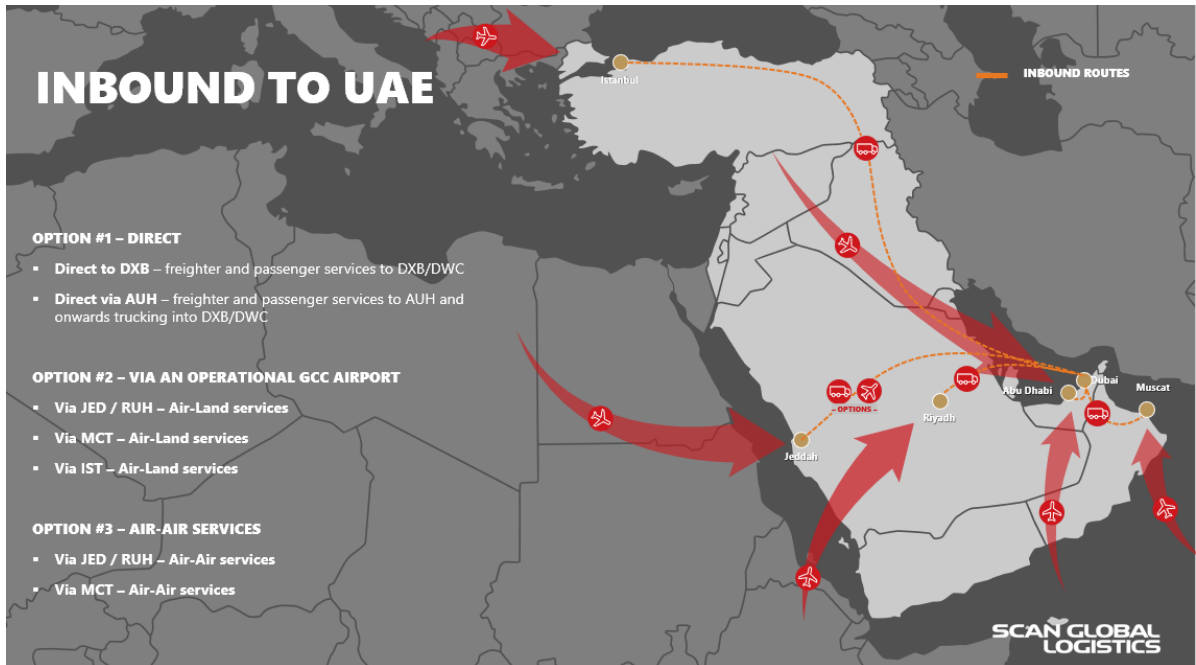 INBOUND TO UAE
INBOUND ROUTES
Istanbul
OPTION #1 – DIRECT
▪ Direct to DXB – freighter and passenger services to DXB/DWC
▪ Direct via AUH – freighter and passenger services to AUH and
onwards trucking into DXB/DWC
OPTION #2 – VIA AN OPERATIONAL GCC AIRPORT
▪ Via JED / RUH – Air-Land services
▪ Via MCT – Air-Land services
▪ Via IST – Air-Land services
OPTION #3 – AIR-AIR SERVICES
▪ Via JED / RUH – Air-Air services
▪ Via MCT – Air-Air services
Dubai
Abu Dhabi
Muscat
– OPTIONS –
Riyadh
Jeddah
SCAN GLOBAL
LOGISTICS